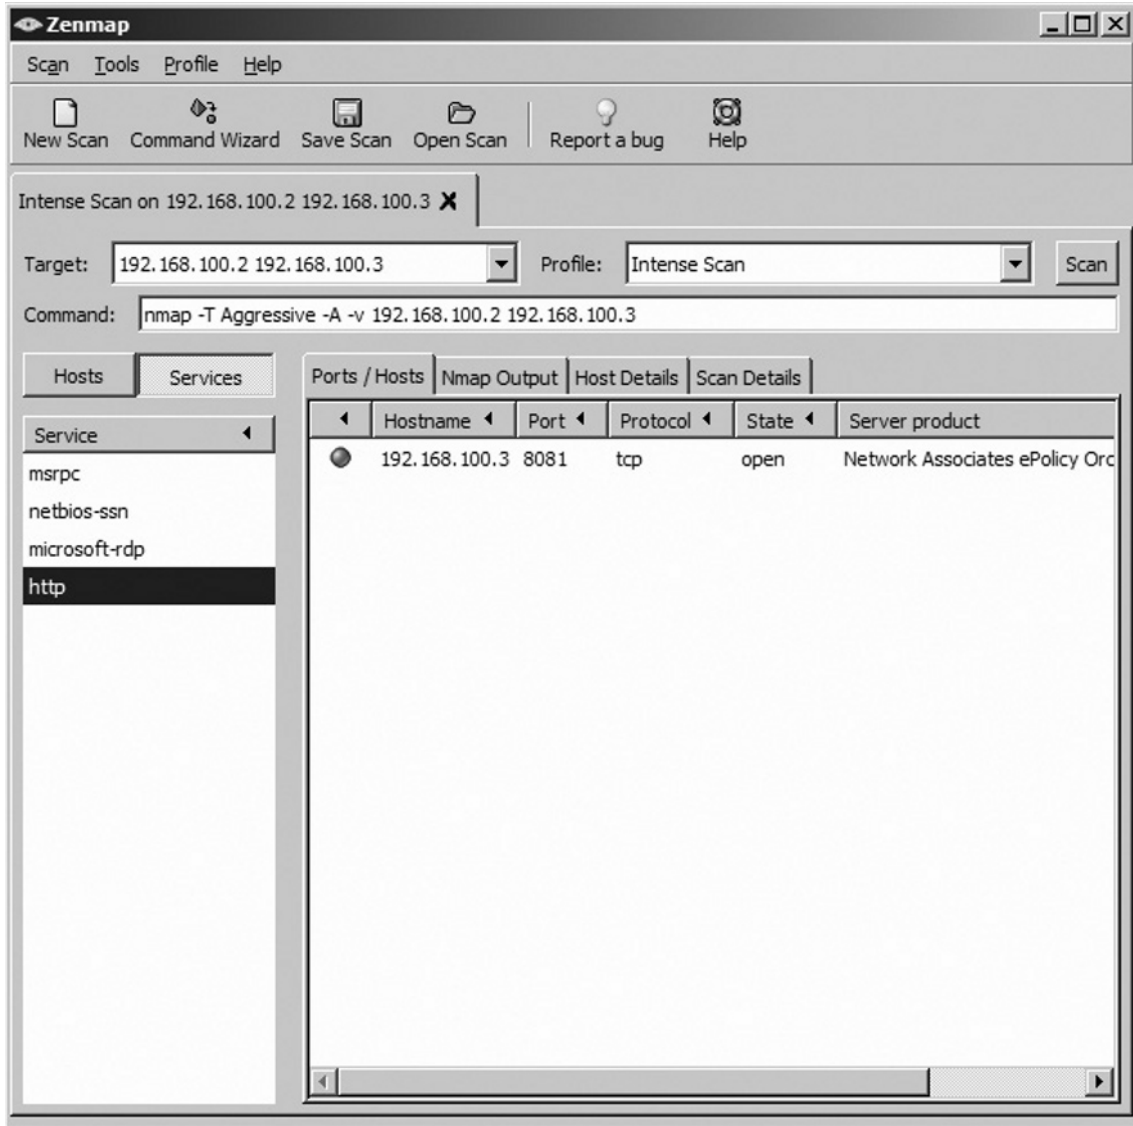 Zenmap
Scan Tools Profile Help
New Scan Command Wizard Save Scan Open Scan Report a bug Help
Intense Scan on 192.168.100.2 192.168.100.3
Target: 192.168.100.2 192.168.100.3 Profile: Intense Scan Scan
Command: nmap -T Aggressive -A -v 192.168.100.2 192.168.100.3
Hosts Services Ports / Hosts Nmap Output Host Details Scan Details
Hostname Port Protocol State Server product
Service
192.168.100.3 8081 tcp open Network Associates ePolicy Orc
msrpc
netbios-ssn
microsoft-rdp
http